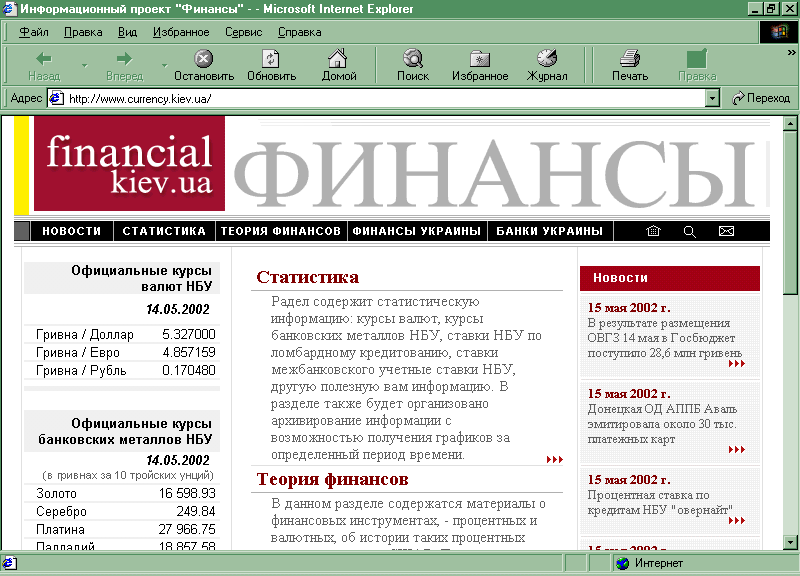 Информационный проект "Финансы" - - Microsoft Internet Explorer
Файл Правка Вид Избранное Сервис Справка
Назад Вперед Остановить Обновить Домой Поиск Избранное Журнал Печать Правка
Адрес http://www.currency.kiev.ua/ Переход
financial
kiev.ua
ФИНАНСЫ
НОВОСТИ СТАТИСТИКА ТЕОРИЯ ФИНАНСОВ ФИНАНСЫ УКРАИНЫ БАНКИ УКРАИНЫ
Официальные курсы
валют НБУ
14.05.2002
Гривна / Доллар 5.327000
Гривна / Евро 4.857159
Гривна / Рубль 0.170480
Официальные курсы
банковских металлов НБУ
14.05.2002
(в гривнах за 10 тройских унций)
Золото 16 598.93
Серебро 249.84
Платина 27 966.75
Палладий 18 857.58
Статистика
Радел содержит статистическую
информацию: курсы валют, курсы
банковских металлов НБУ, ставки НБУ по
ломбардному кредитованию, ставки
межбанковского учетные ставки НБУ,
другую полезную вам информацию. В
разделе также будет организовано
архивирование информации с
возможностью получения графиков за
определенный период времени.
Теория финансов
В данном разделе содержатся материалы о
финансовых инструментах, - процентных и
валютных, об истории таких процентных
Новости
15 мая 2002 г.
В результате размещения
ОВГЗ 14 мая в Госбюджет
поступило 28,6 млн гривень
15 мая 2002 г.
Донецкая ОД АППБ Аваль
эмитировала около 30 тыс.
платежных карт
15 мая 2002 г.
Процентная ставка по
кредитам НБУ "овернайт"
15 мая 2002 г.
Интернет